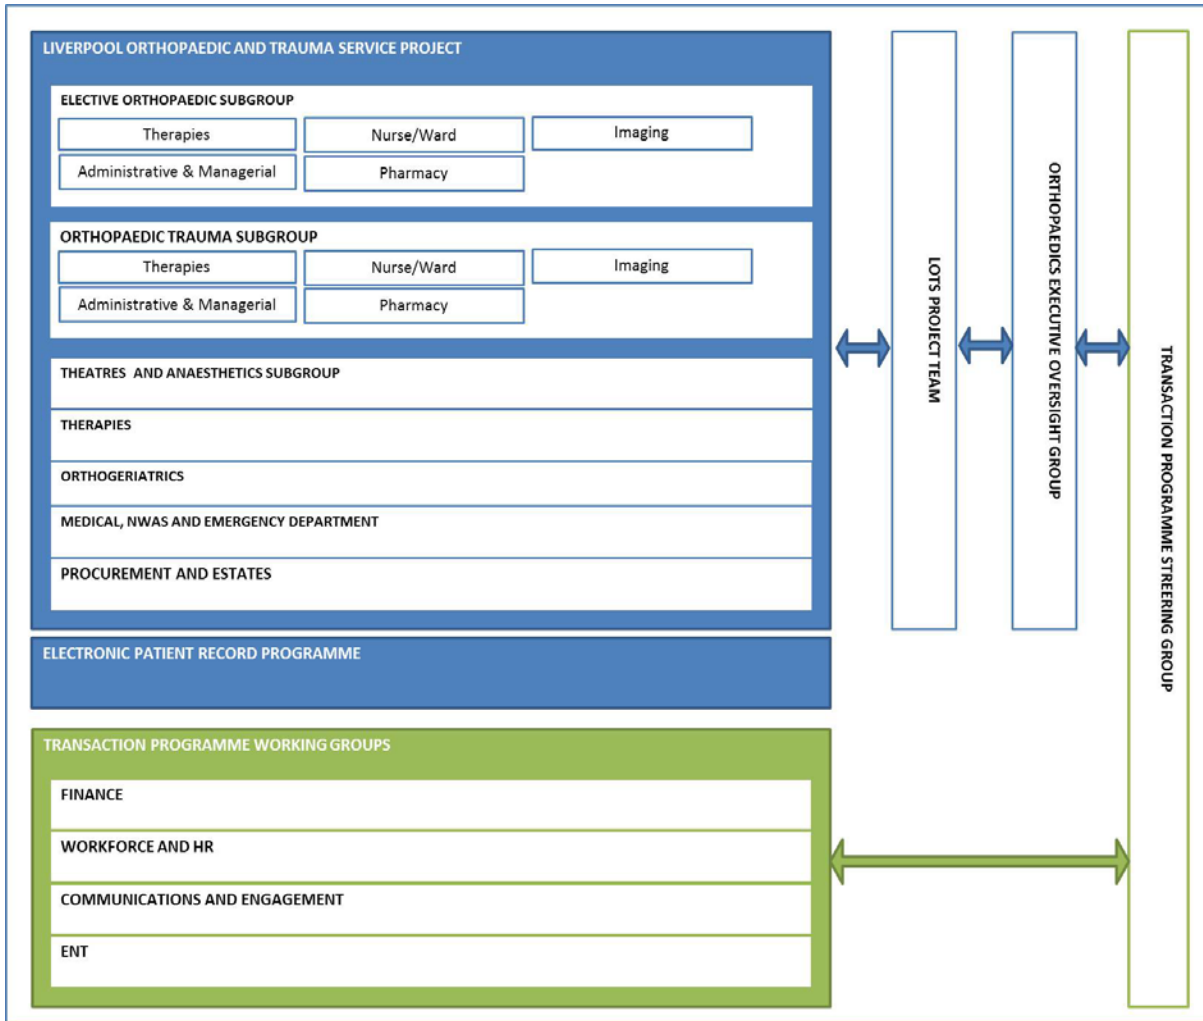 LIVERPOOL ORTHOPAEDIC AND TRAUMA SERVICE PROJECT
ELECTIVE ORTHOPAEDIC SUBGROUP
Therapies
Nurse/Ward
Imaging
Administrative & Managerial
Pharmacy
ORTHOPAEDIC TRAUMA SUBGROUP
Therapies
Nurse/Ward
Imaging
Administrative & Managerial
Pharmacy
THEATRES AND ANAESTHETICS SUBGROUP
THERAPIES
ORTHOGERIATRICS
MEDICAL, NWAS AND EMERGENCY DEPARTMENT
PROCUREMENT AND ESTATES
ELECTRONIC PATIENT RECORD PROGRAMME
TRANSACTION PROGRAMME WORKING GROUPS
FINANCE
WORKFORCE AND HR
COMMUNICATIONS AND ENGAGEMENT
ENT
LOTS PROJECT TEAM
ORTHOPAEDICS EXECUTIVE OVERSIGHT GROUP
TRANSACTION PROGRAMME STREERING GROUP